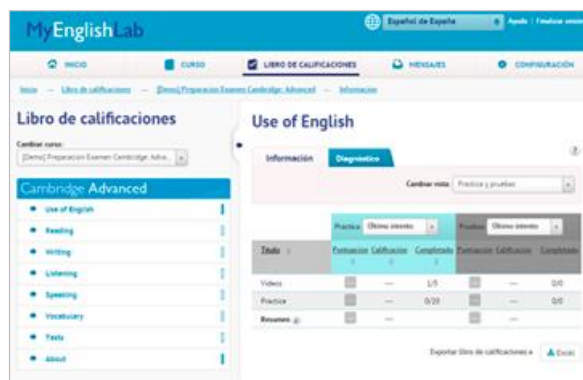 MyEnglishLab
Español de España
Ayuda | Finalizar sesión
INICIO
CURSO
LIBRO DE CALIFICACIONES
MENSAJES
CONFIGURACIÓN
Inicio — Libro de calificaciones — [Demo] Preparación Examen Cambridge: Advanced — Información
Libro de calificaciones
Cambiar curso:
[Demo] Preparación Examen Cambridge: Adva...
Cambridge Advanced
Use of English
Reading
Writing
Listening
Speaking
Vocabulary
Tests
About
Use of English
Información
Diagnóstico
Cambiar vista: Práctica y pruebas
Práctica Último intento
Pruebas Último intento
Título Puntuación Calificación Completado Puntuación Calificación Completado
Videos — 1/5 — 0/0
Practice — 0/20 — 0/0
Resumen — —
Exportar libro de calificaciones a Excel